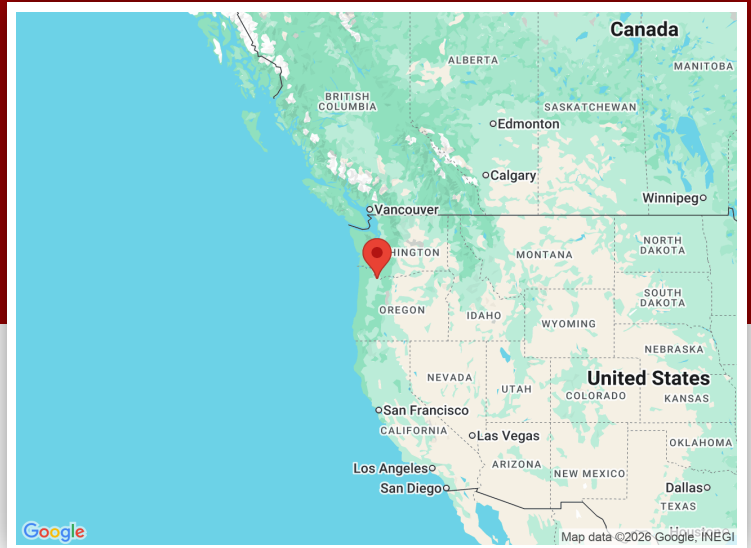 Canada
ALBERTA
MANITOBA
BRITISH
COLUMBIA
SASKATCHEWAN
Edmonton
Calgary
Winnipeg
Vancouver
HINGTON
MONTANA
NORTH
DAKOTA
SOUTH
DAKOTA
OREGON
IDAHO
WYOMING
NEBRASKA
NEVADA
United States
UTAH
COLORADO
KANSAS
San Francisco
CALIFORNIA
Las Vegas
OKLAHOMA
Los Angeles
ARIZONA
NEW MEXICO
San Diego
Dallas
TEXAS
Houston
Google
Map data ©2026 Google, INEGI